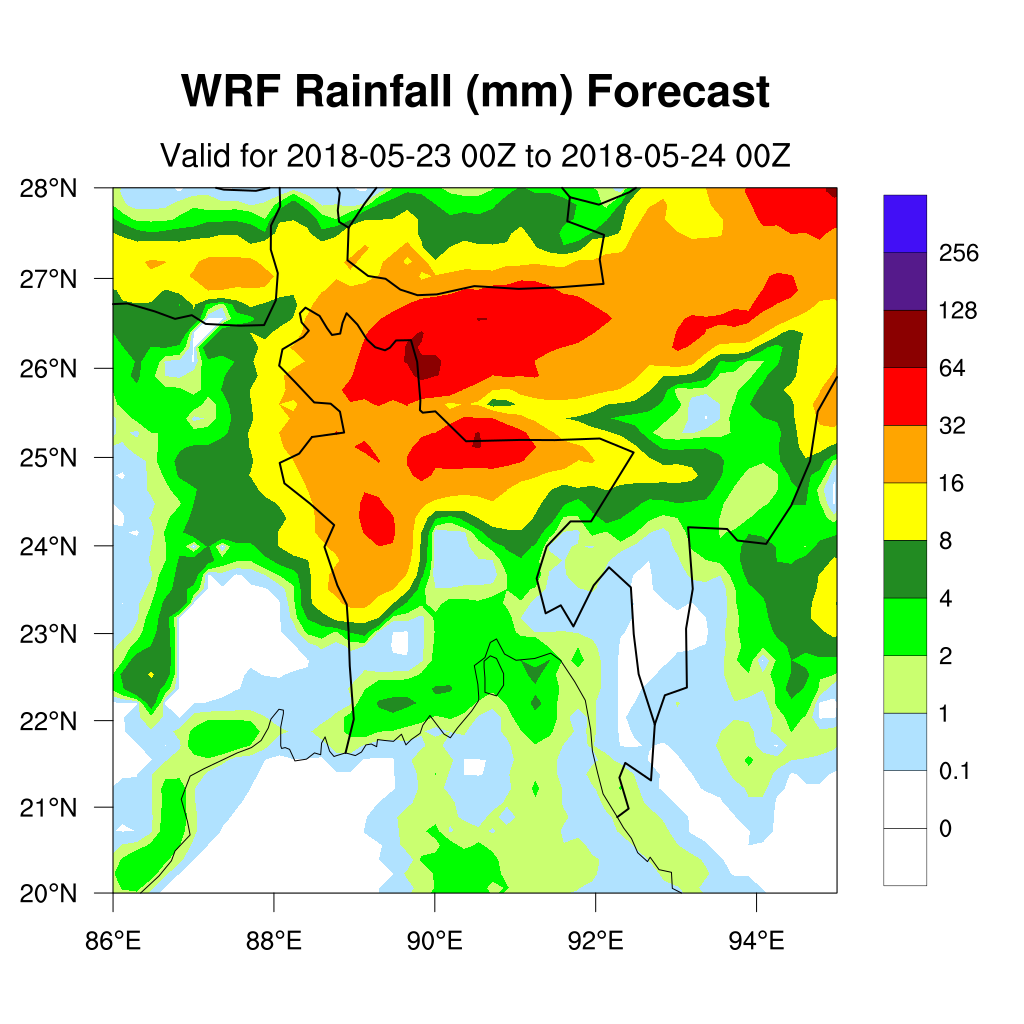 WRF Rainfall (mm) Forecast
Valid for 2018-05-23 00Z to 2018-05-24 00Z
28°N
27°N
26°N
25°N
24°N
23°N
22°N
21°N
20°N
86°E
88°E
90°E
92°E
94°E
256
128
64
32
16
8
4
2
1
0.1
0